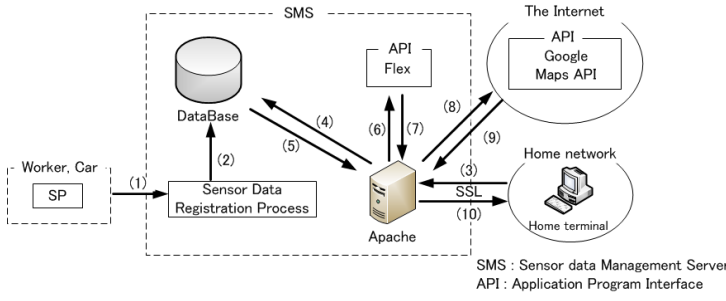 SMS
The Internet
API
Flex
API
Google
Maps API
DataBase
(4)
(5)
(6)
(7)
(8)
(9)
(2)
Worker, Car
SP
(1)
Sensor Data
Registration Process
Apache
(3)
SSL
(10)
Home network
Home terminal
SMS : Sensor data Management Server
API : Application Program Interface